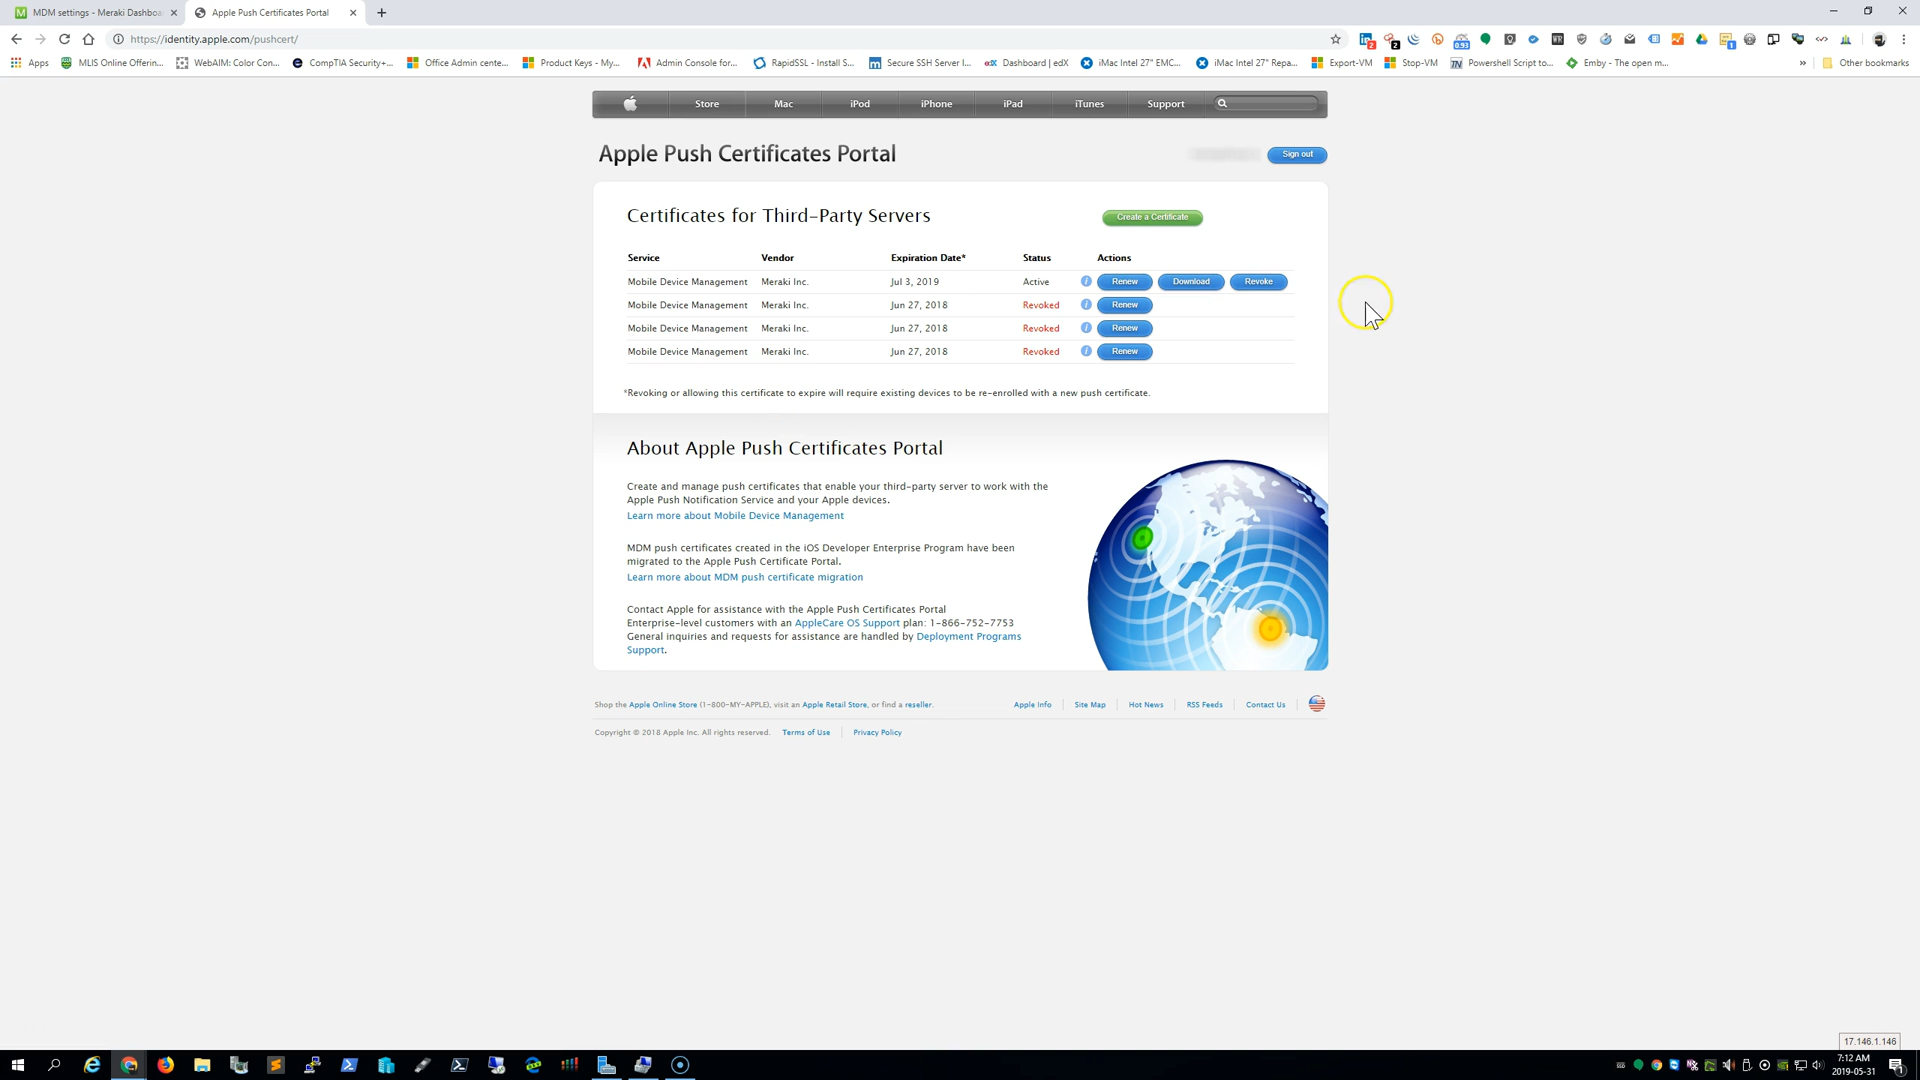 MDM settings - Meraki Dashboa
Apple Push Certificates Portal
https://identity.apple.com/pushcert/
2
2
0.93
WR
1
Apps
MLIS Online Offerin...
WebAIM: Color Con...
CompTIA Security+...
Office Admin cente...
Product Keys - My...
Admin Console for...
RapidSSL - Install S...
Secure SSH Server I...
edX Dashboard | edX
iMac Intel 27" EMC...
iMac Intel 27" Repa...
Export-VM
Stop-VM
Powershell Script to...
Emby - The open m...
»
Other bookmarks
Store
Mac
iPod
iPhone
iPad
iTunes
Support
Apple Push Certificates Portal
Sign out
Certificates for Third-Party Servers
Create a Certificate
Service Vendor Expiration Date* Status Actions
Mobile Device Management Meraki Inc. Jul 3, 2019 Active i Renew Download Revoke
Mobile Device Management Meraki Inc. Jun 27, 2018 Revoked i Renew
Mobile Device Management Meraki Inc. Jun 27, 2018 Revoked i Renew
Mobile Device Management Meraki Inc. Jun 27, 2018 Revoked i Renew
*Revoking or allowing this certificate to expire will require existing devices to be re-enrolled with a new push certificate.
About Apple Push Certificates Portal
Create and manage push certificates that enable your third-party server to work with the
Apple Push Notification Service and your Apple devices.
Learn more about Mobile Device Management
MDM push certificates created in the iOS Developer Enterprise Program have been
migrated to the Apple Push Certificate Portal.
Learn more about MDM push certificate migration
Contact Apple for assistance with the Apple Push Certificates Portal
Enterprise-level customers with an AppleCare OS Support plan: 1-866-752-7753
General inquiries and requests for assistance are handled by Deployment Programs
Support.
Shop the Apple Online Store (1-800-MY-APPLE), visit an Apple Retail Store, or find a reseller.
Apple Info
Site Map
Hot News
RSS Feeds
Contact Us
Copyright © 2018 Apple Inc. All rights reserved.
Terms of Use
Privacy Policy
17.146.1.146
7:12 AM
2019-05-31